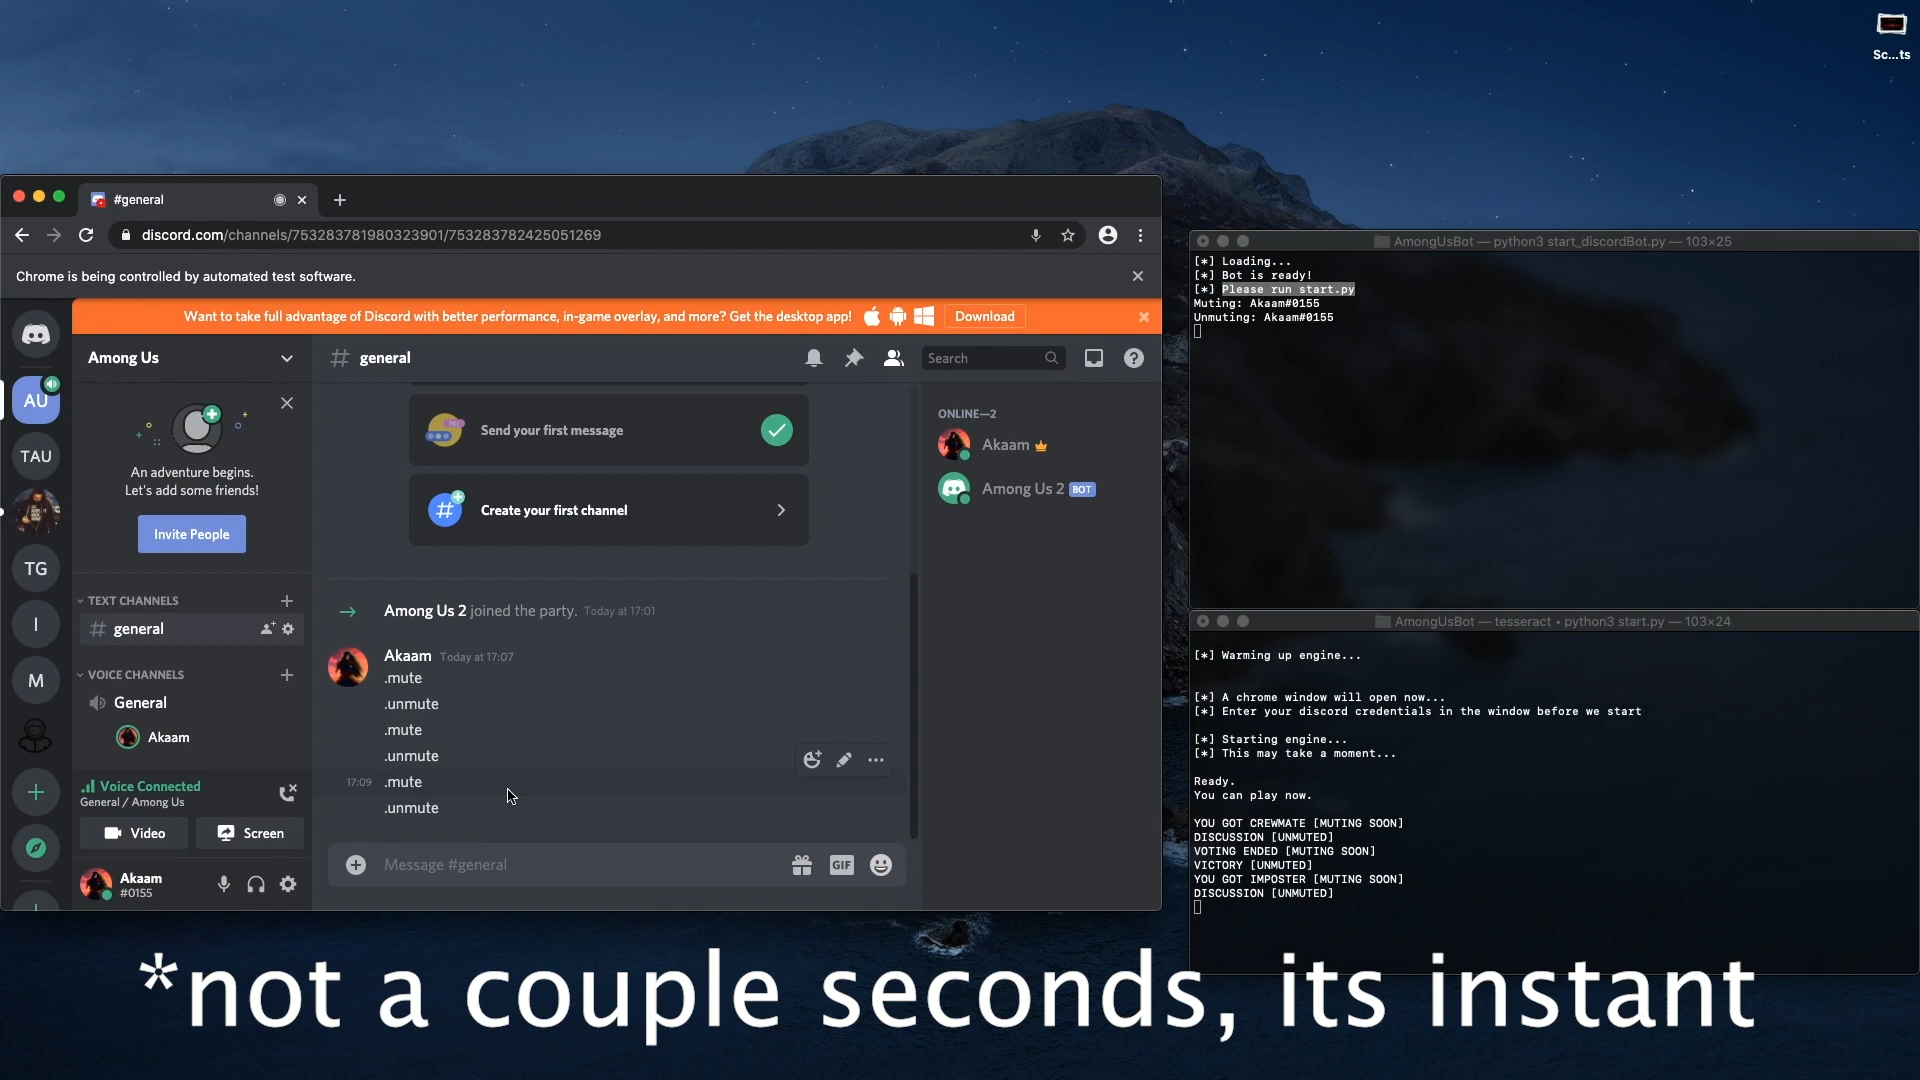 Sc...ts
#general
discord.com/channels/753283781980323901/753283782425051269
Chrome is being controlled by automated test software.
Want to take full advantage of Discord with better performance, in-game overlay, and more? Get the desktop app!
Download
Among Us
general
Search
AU
TAU
TG
I
M
An adventure begins.
Let's add some friends!
Invite People
TEXT CHANNELS
general
VOICE CHANNELS
General
Akaam
Voice Connected
General / Among Us
Video
Screen
Akaam
#0155
Send your first message
Create your first channel
Among Us 2 joined the party. Today at 17:01
Akaam Today at 17:07
.mute
.unmute
.mute
.unmute
17:09 .mute
.unmute
Message #general
GIF
ONLINE—2
Akaam
Among Us 2 BOT
AmongUsBot — python3 start_discordBot.py — 103×25
[*] Loading...
[*] Bot is ready!
[*] Please run start.py
Muting: Akaam#0155
Unmuting: Akaam#0155
AmongUsBot — tesseract • python3 start.py — 103×24
[*] Warming up engine...
[*] A chrome window will open now...
[*] Enter your discord credentials in the window before we start
[*] Starting engine...
[*] This may take a moment...
Ready.
You can play now.
YOU GOT CREWMATE [MUTING SOON]
DISCUSSION [UNMUTED]
VOTING ENDED [MUTING SOON]
VICTORY [UNMUTED]
YOU GOT IMPOSTER [MUTING SOON]
DISCUSSION [UNMUTED]
*not a couple seconds, its instant